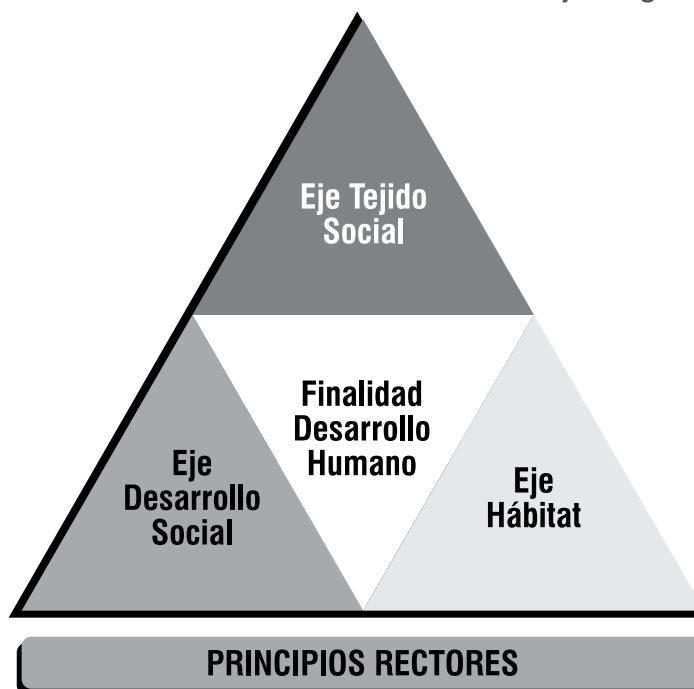 Eje Tejido
Social
Finalidad
Desarrollo
Humano
Eje
Desarrollo
Social
Eje
Hábitat
PRINCIPIOS RECTORES